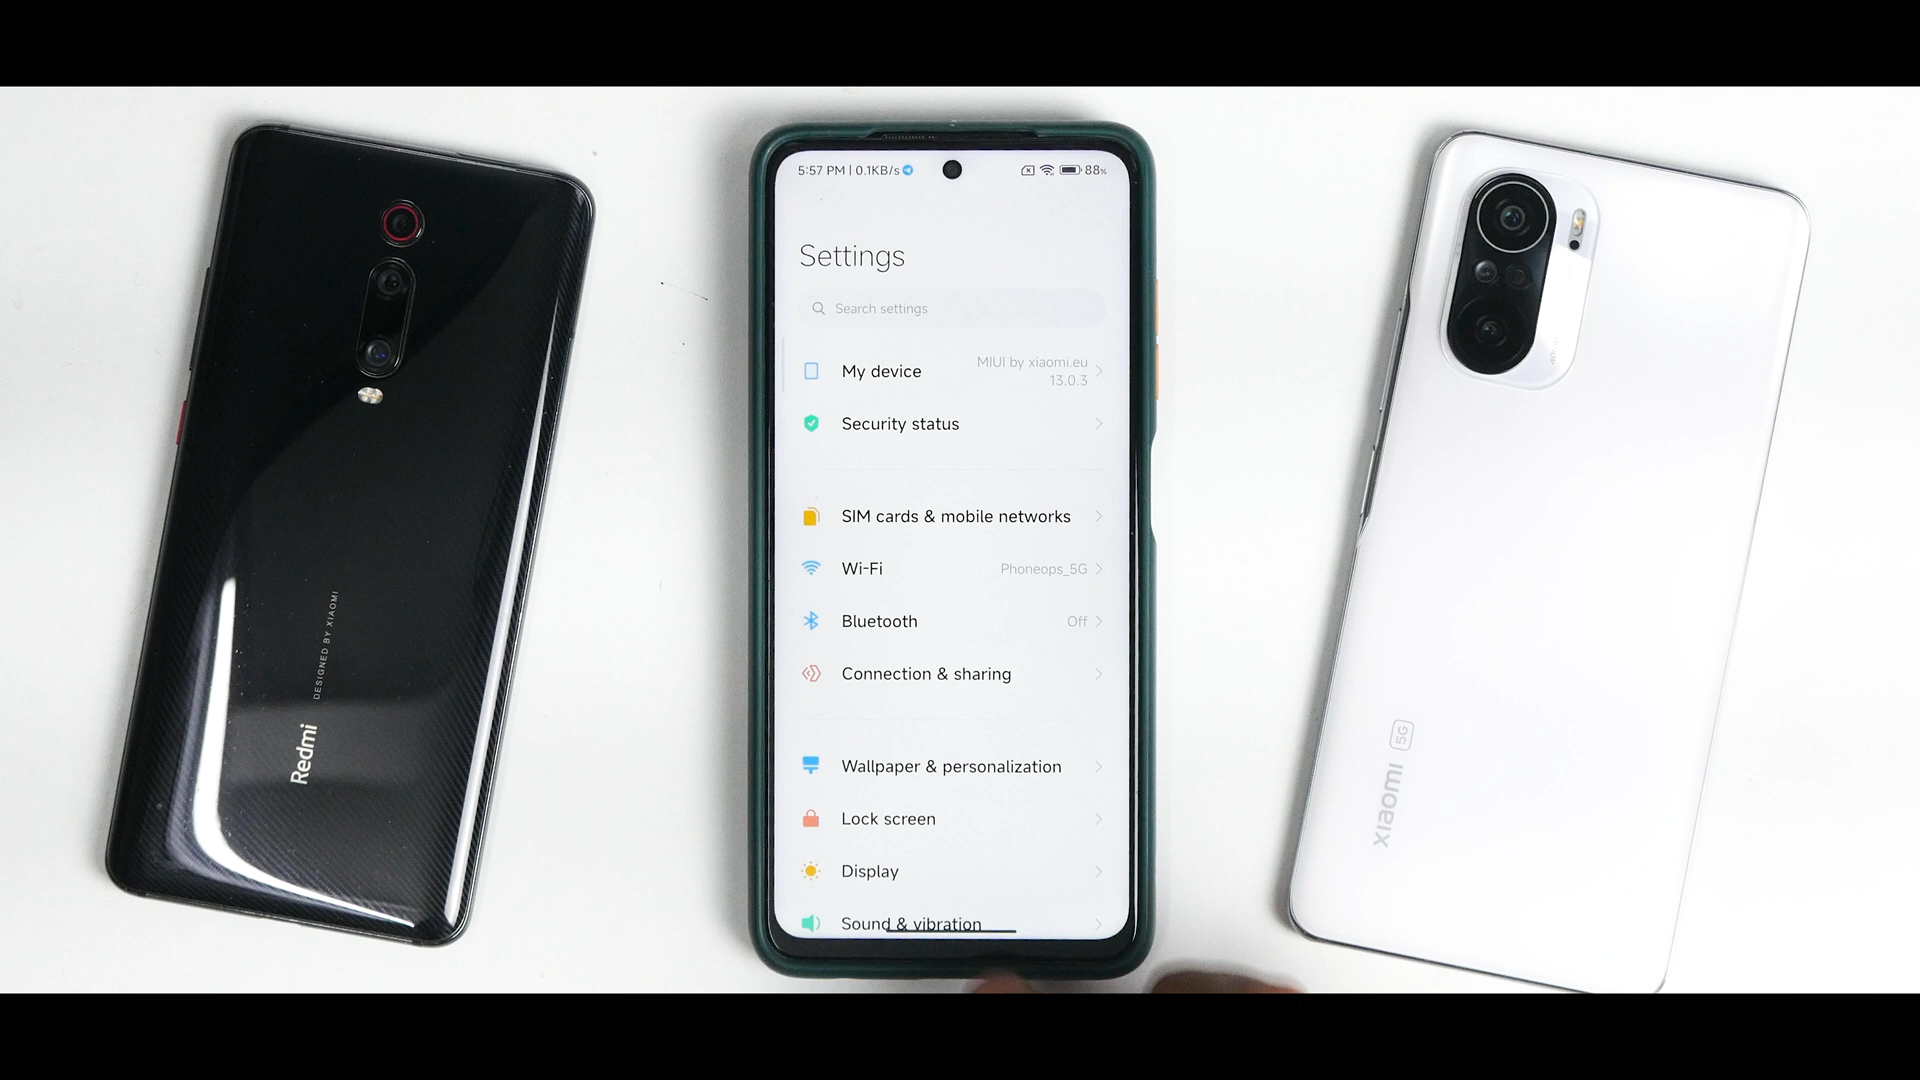 DESIGNED BY XIAOMI
Redmi
5:57 PM | 0.1KB/s
88%
Settings
Search settings
My device
MIUI by xiaomi.eu
13.0.3
Security status
SIM cards & mobile networks
Wi-Fi
Phoneops_5G
Bluetooth
Off
Connection & sharing
Wallpaper & personalization
Lock screen
Display
Sound & vibration
xiaomi 5G